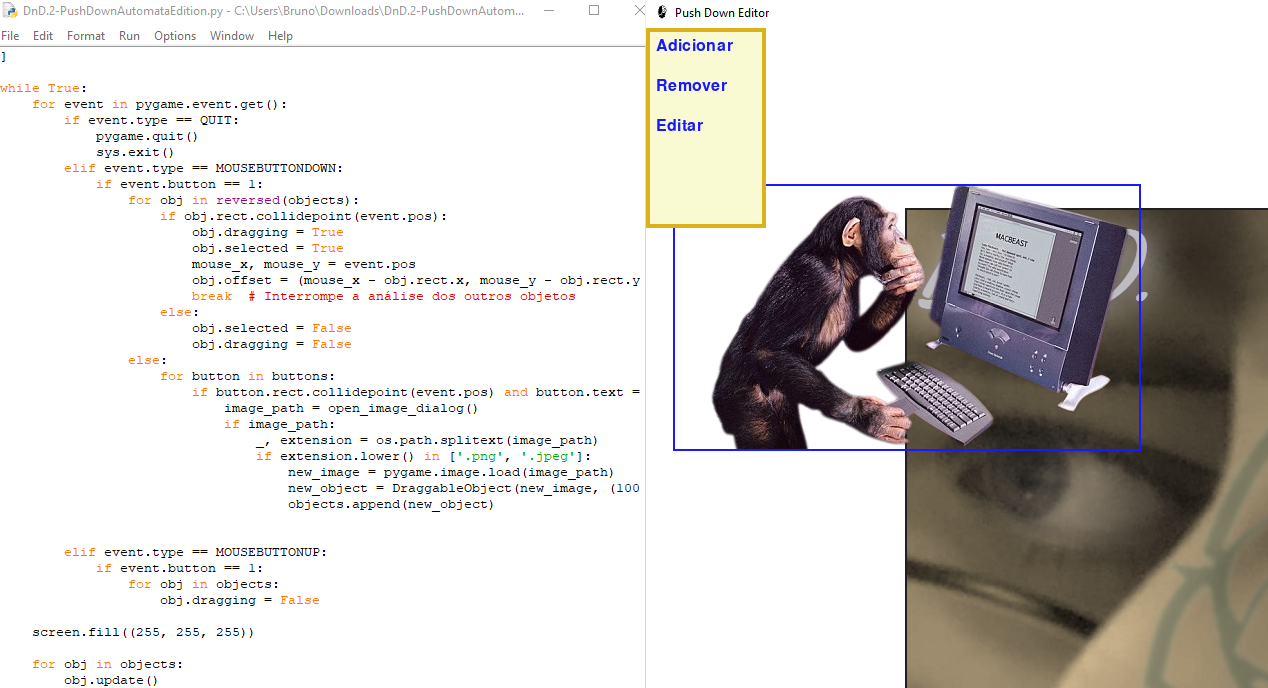 DnD.2-PushDownAutomataEdition.py - C:\Users\Bruno\Downloads\DnD.2-PushDownAutom...
File Edit Format Run Options Window Help
]
while True:
    for event in pygame.event.get():
        if event.type == QUIT:
            pygame.quit()
            sys.exit()
        elif event.type == MOUSEBUTTONDOWN:
            if event.button == 1:
                for obj in reversed(objects):
                    if obj.rect.collidepoint(event.pos):
                        obj.dragging = True
                        obj.selected = True
                        mouse_x, mouse_y = event.pos
                        obj.offset = (mouse_x - obj.rect.x, mouse_y - obj.rect.y
                        break  # Interrompe a análise dos outros objetos
                    else:
                        obj.selected = False
                        obj.dragging = False
                else:
                    for button in buttons:
                        if button.rect.collidepoint(event.pos) and button.text =
                            image_path = open_image_dialog()
                            if image_path:
                                _, extension = os.path.splitext(image_path)
                                if extension.lower() in ['.png', '.jpeg']:
                                    new_image = pygame.image.load(image_path)
                                    new_object = DraggableObject(new_image, (100
                                    objects.append(new_object)
        elif event.type == MOUSEBUTTONUP:
            if event.button == 1:
                for obj in objects:
                    obj.dragging = False
    screen.fill((255, 255, 255))
    for obj in objects:
        obj.update()
Push Down Editor
Adicionar
Remover
Editar
MACBEAST